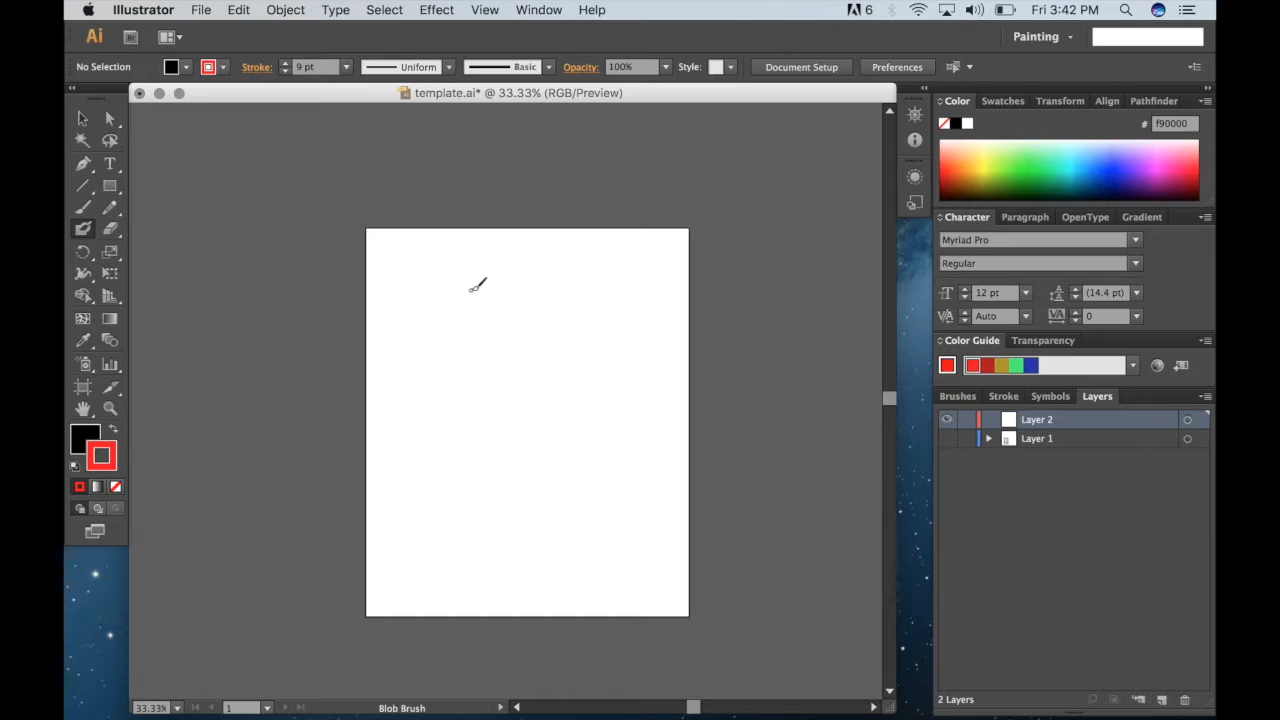 Illustrator File Edit Object Type Select Effect View Window Help 6 Fri 3:42 PM
Ai Br Painting
No Selection Stroke: 9 pt Uniform Basic Opacity: 100% Style: Document Setup Preferences
template.ai* @ 33.33% (RGB/Preview)
Color Swatches Transform Align Pathfinder
# f90000
Character Paragraph OpenType Gradient
Myriad Pro
Regular
12 pt (14.4 pt)
Auto 0
Color Guide Transparency
Brushes Stroke Symbols Layers
Layer 2
Layer 1
2 Layers
33.33% 1 Blob Brush